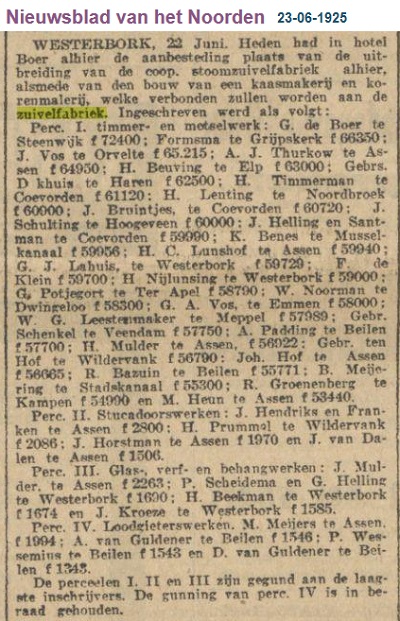 Nieuwsblad van het Noorden 23-06-1925
WESTERBORK, 22 Juni. Heden had in hotel
Boer alhier de aanbesteding plaats van de uit-
breiding van de coop. stoomzuivelfabriek alhier,
alsmede van den bouw van een kaasmakerij en ko-
renmalerij, welke verbonden zullen worden aan de
zuivelfabriek. Ingeschreven werd als volgt:
Perc. I. timmer- en metselwerk: G. de Boer te
Steenwijk f 72400; Formsma te Grijpskerk f 66350;
J. Vos te Orvelte f 65.215; A. J. Thurkow te As-
sen f 64950; H. Beuving te Elp f 63000; Gebrs.
D khuis te Haren f 62500; H. Timmerman te
Coevorden f 61120; H. Lenting te Noordbroek
f 60000; J. Bruintjes, te Coevorden f 60720; J.
Schulting te Hoogeveen f 60000; J. Helling en Sant-
man te Coevorden f 59990; K. Benes te Mussel-
kanaal f 59956; H. C. Lunshof te Assen f 59940;
G. J. Lahuis, te Westerbork f 59729; F. de
Klein f 59700; H Nijlunsing te Westerbork f 59000;
G. Potjegort te Ter Apel f 58790; W. Noorman te
Dwingeloo f 58300; G. A. Vos, te Emmen f 58000;
W. G. Leestemaker te Meppel f 57989; Gebr.
Schenkel te Veendam f 57750; A. Padding te Beilen
f 57700; H. Mulder te Assen, f 56922; Gebr. ten
Hof te Wildervank f 56790: Joh. Hof te Assen
f 56665; R. Bazuin te Beilen f 55771; B. Meije-
ring te Stadskanaal f 55300; R. Groenenberg te
Kampen f 54990 en M. Heun te Assen f 53440.
Perc. II. Stucadoorswerken: J. Hendriks en Fran-
ken te Assen f 2800; H. Prummel te Wildervank
f 2086; J. Horstman te Assen f 1970 en J. van Da-
len te Assen f 1506.
Perc. III. Glas-, verf- en behangwerken: J. Mul-
der. te Assen f 2263; P. Scheidema en G. Helling
te Westerbork f 1690; H. Beekman te Westerbork
f 1674 en J. Kroeze te Westerbork f 1585.
Perc. IV. Loodgieterswerken. M. Meijers te Assen,
f 1994; A. van Guldener te Beilen f 1546; P. Wes-
semius te Beilen f 1543 en D. van Guldener te Bei-
len f 1343.
De perceelen I, II en III zijn gegund aan de laag-
ste inschrijvers. De gunning van perc. IV is in be-
raad gehouden.